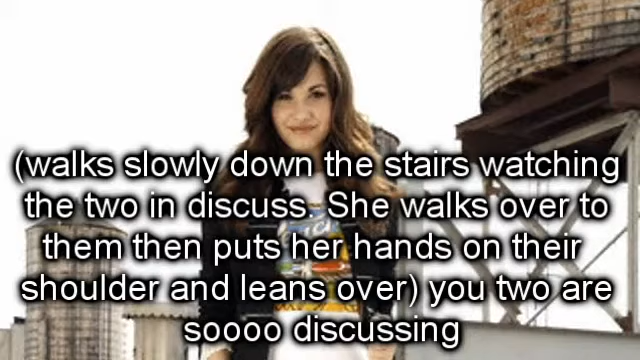 (walks slowly down the stairs watching
the two in discuss. She walks over to
them then puts her hands on their
shoulder and leans over) you two are
soooo discussing